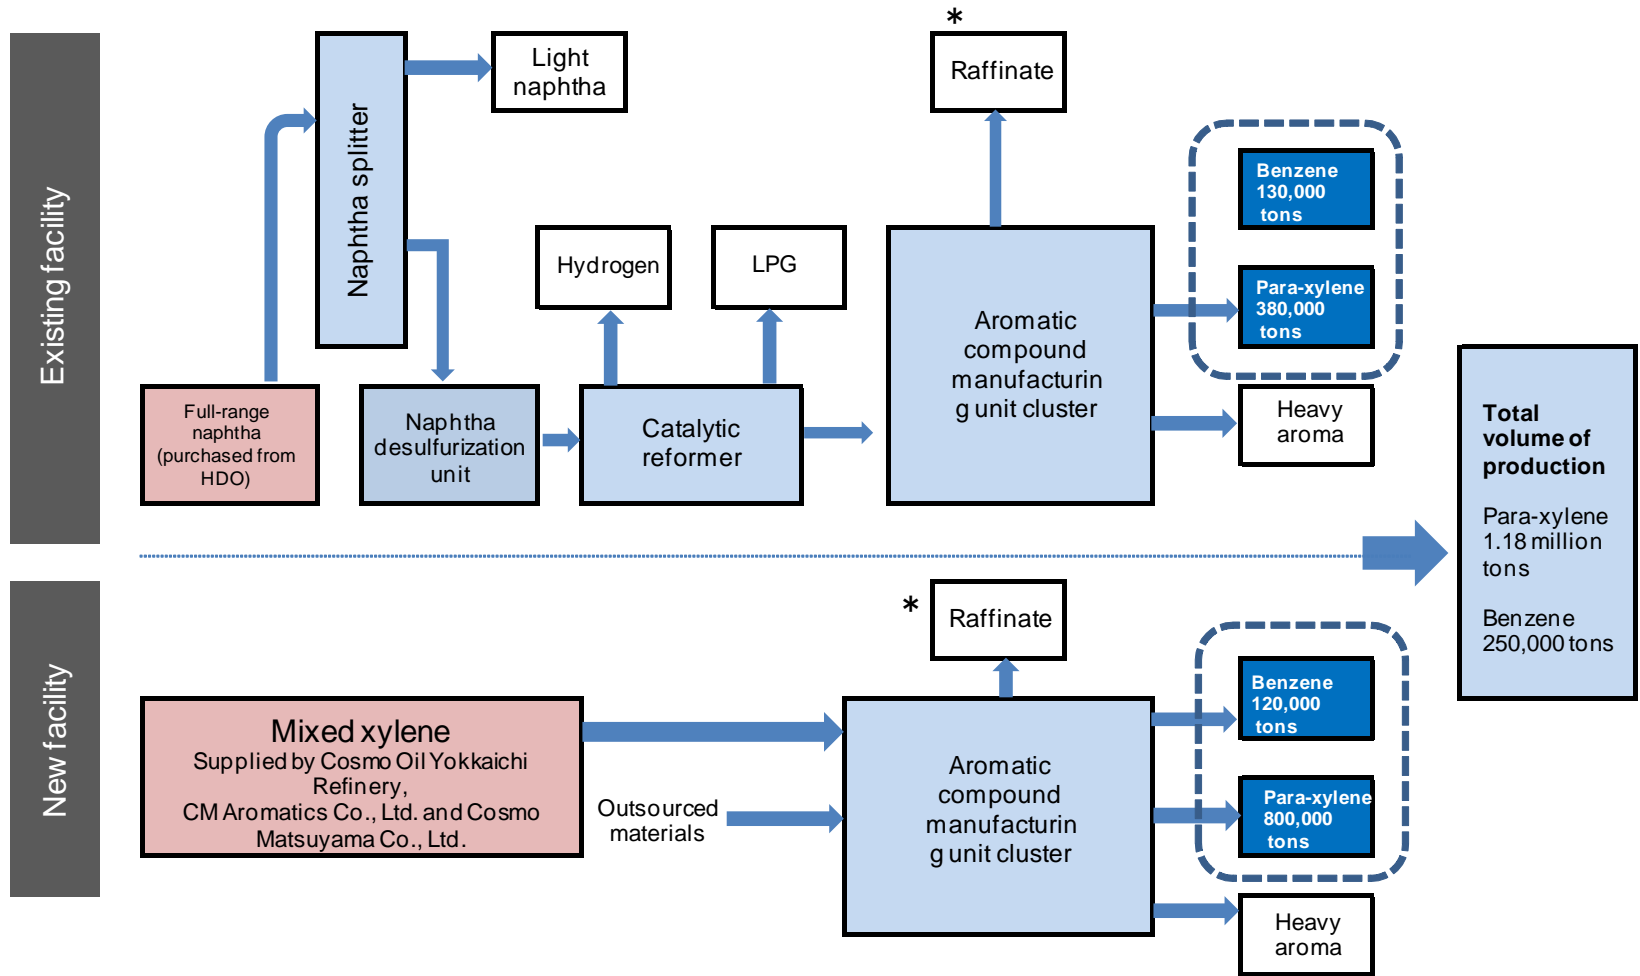 Existing facility
Naphtha splitter
Light
naphtha
*
Raffinate
Benzene
130,000
tons
Hydrogen
LPG
Para-xylene
380,000
tons
Aromatic
compound
manufacturin
g unit cluster
Full-range
naphtha
(purchased from
HDO)
Naphtha
desulfurization
unit
Catalytic
reformer
Heavy
aroma
Total
volume of
production
Para-xylene
1.18 million
tons
Benzene
250,000 tons
New facility
*
Raffinate
Mixed xylene
Supplied by Cosmo Oil Yokkaichi
Refinery,
CM Aromatics Co., Ltd. and Cosmo
Matsuyama Co., Ltd.
Outsourced
materials
Aromatic
compound
manufacturin
g unit cluster
Benzene
120,000
tons
Para-xylene
800,000
tons
Heavy
aroma